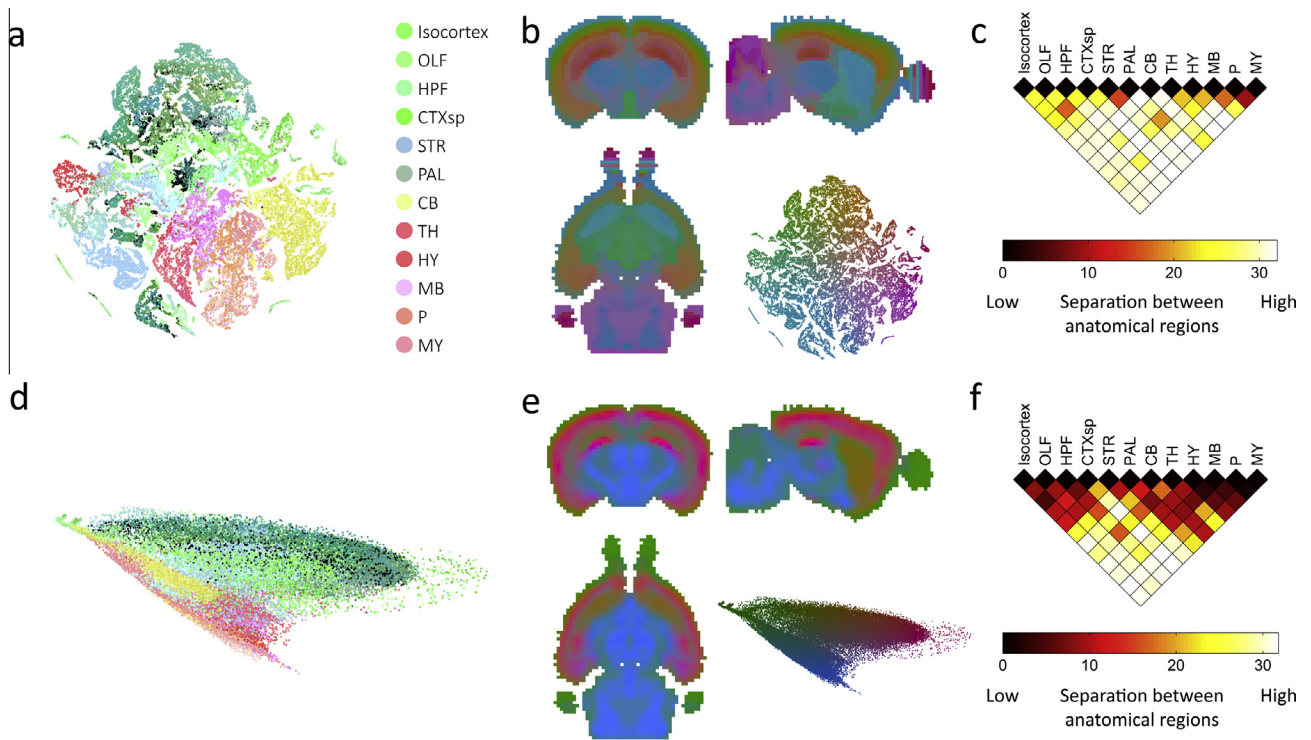 a
Isocortex
OLF
HPF
CTXsp
STR
PAL
CB
TH
HY
MB
P
MY
b
c
Isocortex
OLF
HPF
CTXsp
STR
PAL
CB
TH
HY
MB
P
MY
0 10 20 30
Low Separation between High
anatomical regions
d
e
f
Isocortex
OLF
HPF
CTXsp
STR
PAL
CB
TH
HY
MB
P
MY
0 10 20 30
Low Separation between High
anatomical regions